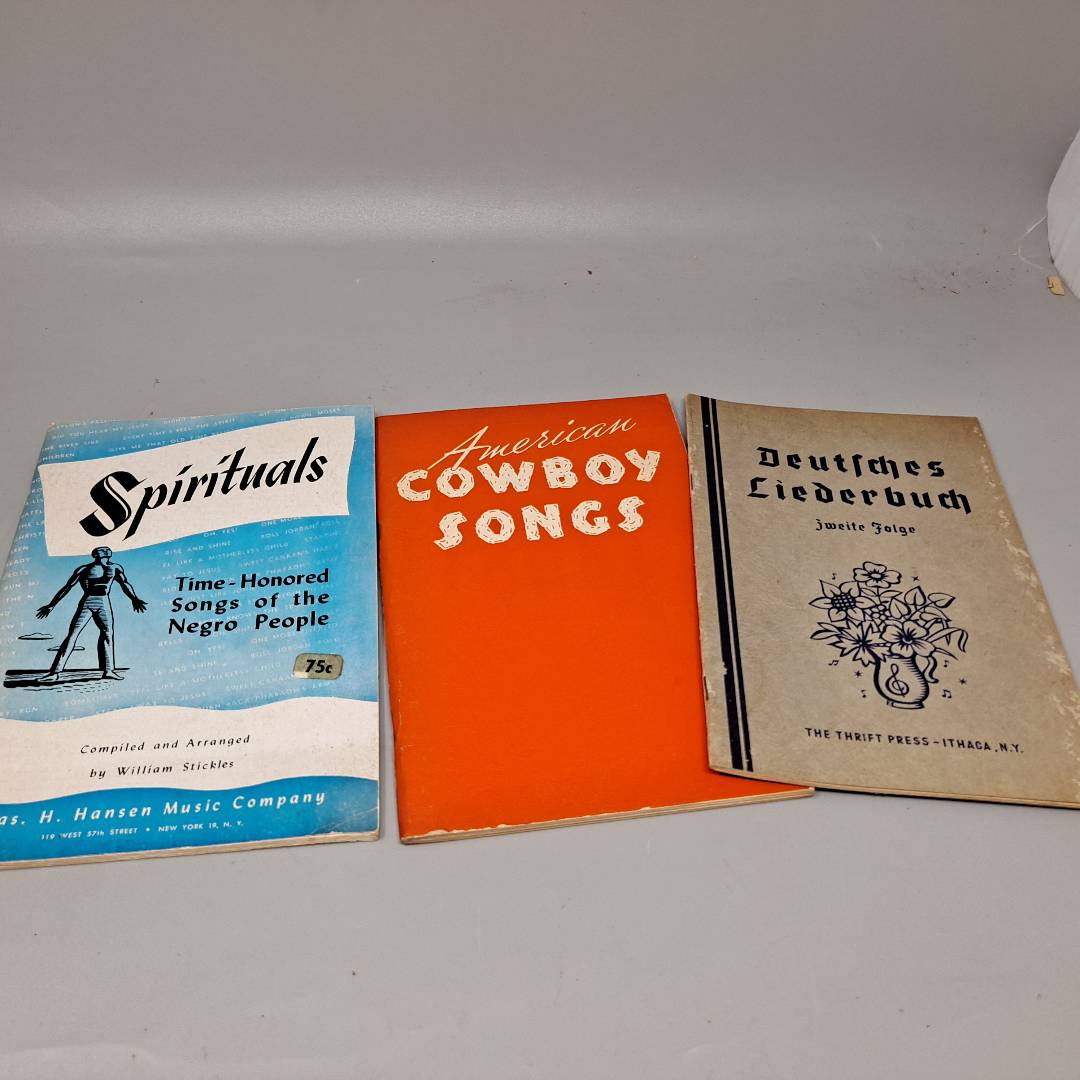 Spirituals
Time-Honored
Songs of the
Negro People
75c
Compiled and Arranged
by William Stickles
as. H. Hansen Music Company
119 WEST 57th STREET • NEW YORK 19, N. Y.
American
COWBOY
SONGS
Deutsches
Liederbuch
Zweite Folge
THE THRIFT PRESS - ITHACA, N.Y.